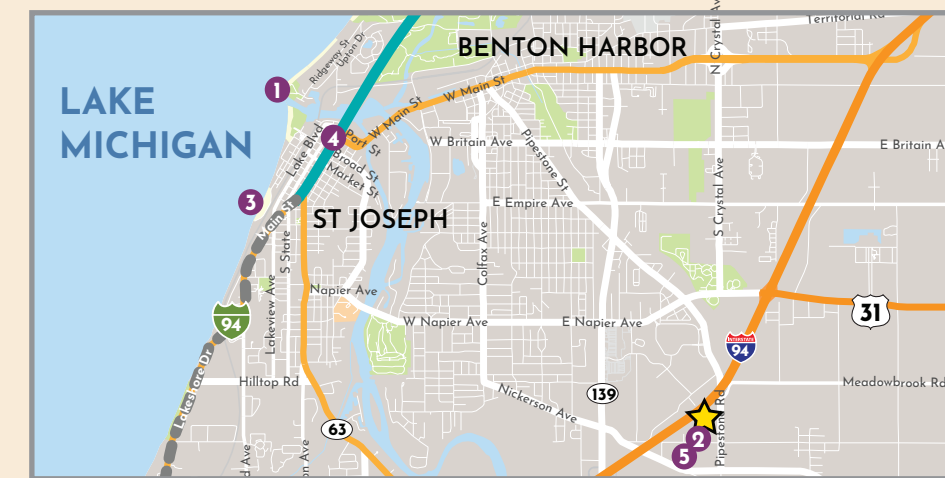 N Crystal Av
Territorial Rd
BENTON HARBOR
Ridgeway St
Upton Dr
1
LAKE
MICHIGAN
W Main St
W Main St
4
Port St
Lake Blvd
Broad St
Market St
W Britain Ave
Pipestone St
E Britain A
S Crystal Ave
3
E Empire Ave
ST JOSEPH
Main St
S State
Colfax Ave
Napier Ave
Lakeview Ave
94
W Napier Ave
E Napier Ave
31
INTERSTATE
94
Lakeshore Dr
Hilltop Rd
Nickerson Ave
139
Meadowbrook Rd
63
Pipestone Rd
2
5
d Ave
on Ave